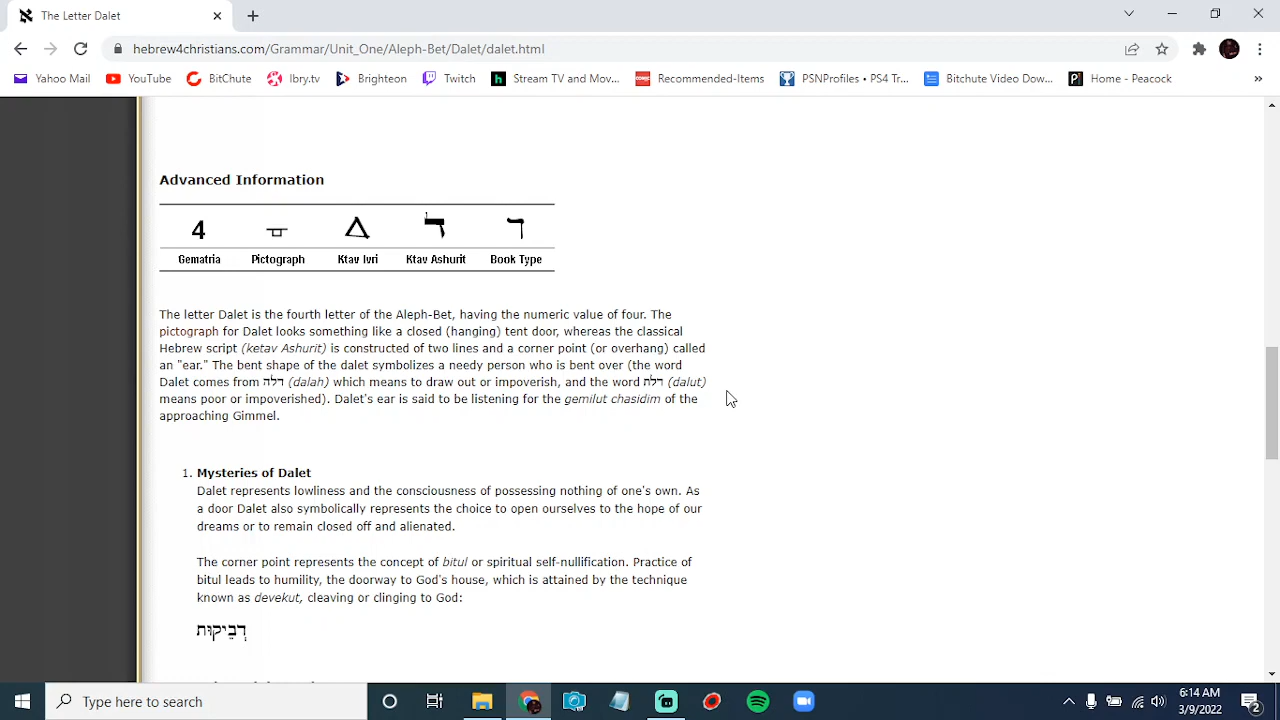 The Letter Dalet
hebrew4christians.com/Grammar/Unit_One/Aleph-Bet/Dalet/dalet.html
Yahoo Mail YouTube BitChute lbry.tv Brighteon Twitch Stream TV and Mov... Recommended-Items PSNProfiles • PS4 Tr... Bitchute Video Dow... Home - Peacock »
Advanced Information
4 ד ד
Gematria Pictograph Ktav Ivri Ktav Ashurit Book Type
The letter Dalet is the fourth letter of the Aleph-Bet, having the numeric value of four. The
pictograph for Dalet looks something like a closed (hanging) tent door, whereas the classical
Hebrew script (ketav Ashurit) is constructed of two lines and a corner point (or overhang) called
an "ear." The bent shape of the dalet symbolizes a needy person who is bent over (the word
Dalet comes from דלה (dalah) which means to draw out or impoverish, and the word דלת (dalut)
means poor or impoverished). Dalet's ear is said to be listening for the gemilut chasidim of the
approaching Gimmel.
1. Mysteries of Dalet
Dalet represents lowliness and the consciousness of possessing nothing of one's own. As
a door Dalet also symbolically represents the choice to open ourselves to the hope of our
dreams or to remain closed off and alienated.
The corner point represents the concept of bitul or spiritual self-nullification. Practice of
bitul leads to humility, the doorway to God's house, which is attained by the technique
known as devekut, cleaving or clinging to God:
דְּבֵיקוּת
Type here to search
6:14 AM
3/9/2022
2